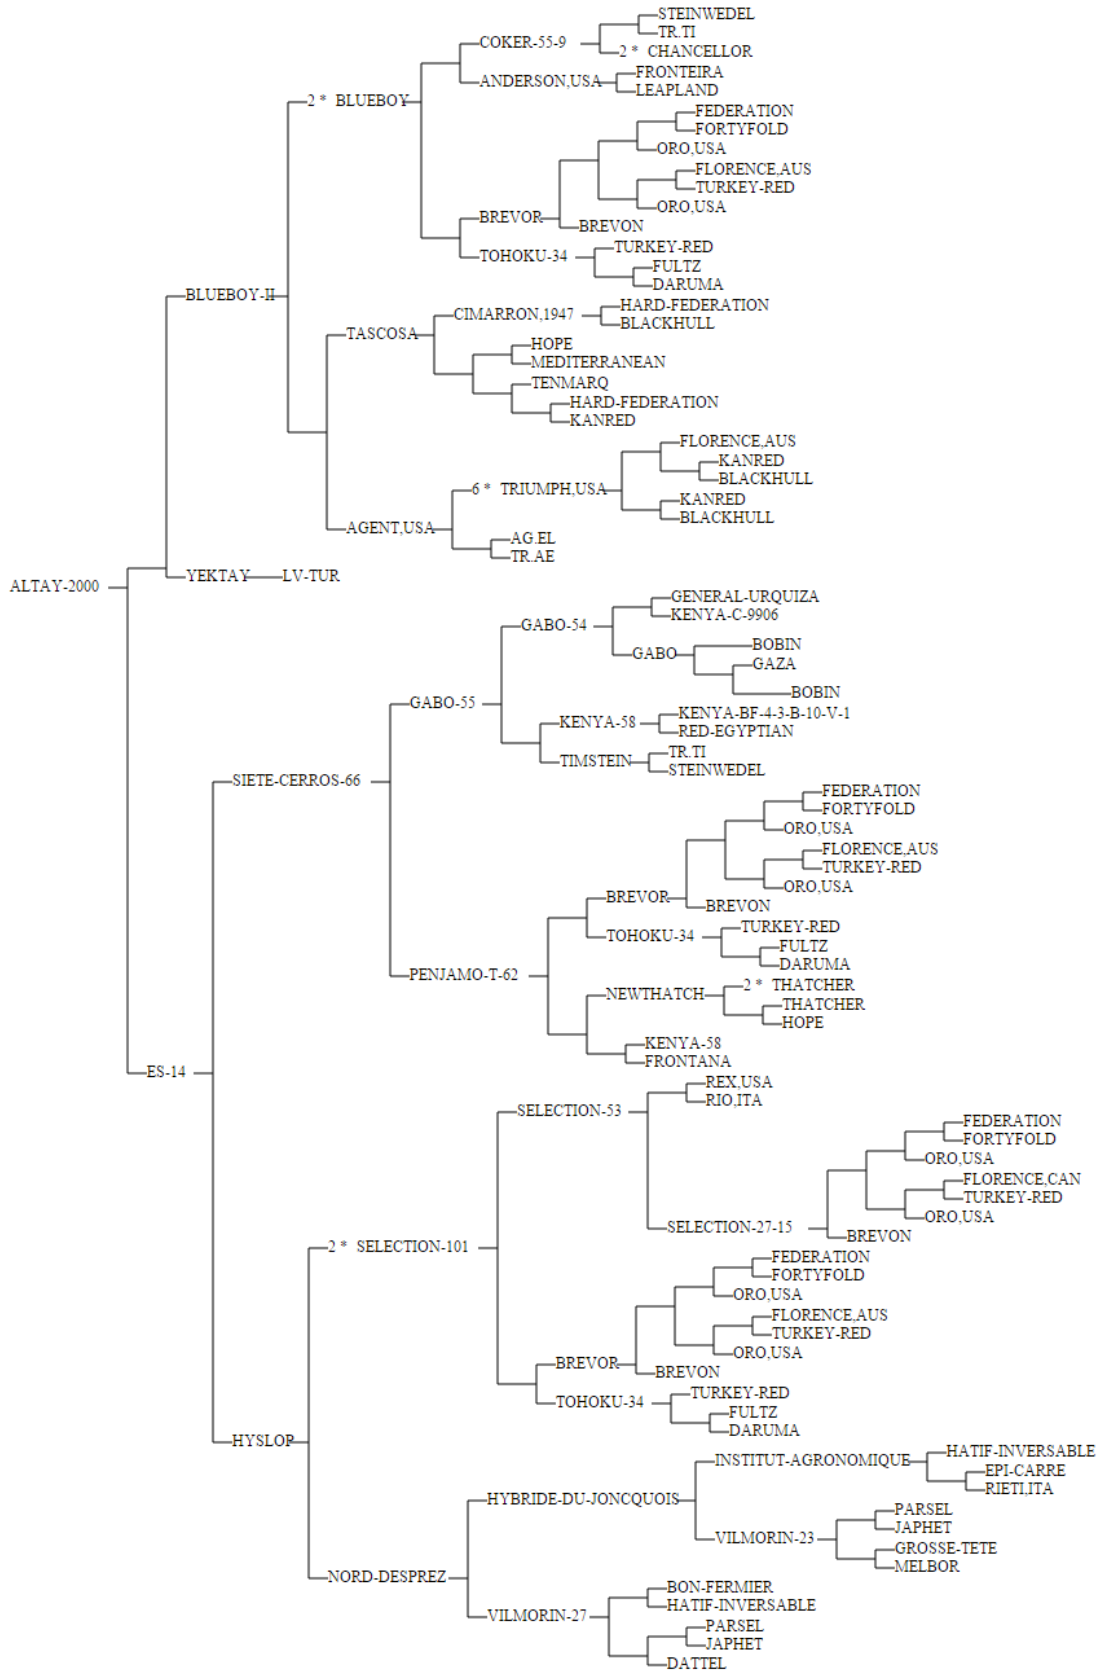 STEINWEDEL
TR.TI
COKER-55-9
2 * CHANCELLOR
FRONTEIRA
ANDERSON,USA
LEAPLAND
2 * BLUEBOY
FEDERATION
FORTYFOLD
ORO,USA
FLORENCE,AUS
TURKEY-RED
ORO,USA
BREVOR
BREVON
TURKEY-RED
TOHOKU-34
FULTZ
DARUMA
BLUEBOY-II
HARD-FEDERATION
CIMARRON,1947
BLACKHULL
TASCOSA
HOPE
MEDITERRANEAN
TENMARQ
HARD-FEDERATION
KANRED
FLORENCE,AUS
KANRED
BLACKHULL
6 * TRIUMPH,USA
KANRED
BLACKHULL
AGENT,USA
AG.EL
TR.AE
YEKTAY
LV-TUR
ALTAY-2000
GENERAL-URQUIZA
KENYA-C-9906
GABO-54
BOBIN
GABO
GAZA
BOBIN
GABO-55
KENYA-BF-4-3-B-10-V-1
KENYA-58
RED-EGYPTIAN
TR.TI
TIMSTEIN
STEINWEDEL
SIETE-CERROS-66
FEDERATION
FORTYFOLD
ORO,USA
FLORENCE,AUS
TURKEY-RED
ORO,USA
BREVOR
BREVON
TURKEY-RED
TOHOKU-34
FULTZ
DARUMA
PENJAMO-T-62
2 * THATCHER
NEWTHATCH
THATCHER
HOPE
KENYA-58
FRONTANA
ES-14
REX,USA
RIO,ITA
SELECTION-53
FEDERATION
FORTYFOLD
ORO,USA
FLORENCE,CAN
TURKEY-RED
ORO,USA
SELECTION-27-15
BREVON
2 * SELECTION-101
FEDERATION
FORTYFOLD
ORO,USA
FLORENCE,AUS
TURKEY-RED
ORO,USA
BREVOR
BREVON
TURKEY-RED
TOHOKU-34
FULTZ
DARUMA
HYSLOP
HATIF-INVERSABLE
INSTITUT-AGRONOMIQUE
EPI-CARRE
RIETI,ITA
HYBRIDE-DU-JONCQUOIS
PARSEL
JAPHET
VILMORIN-23
GROSSE-TETE
MELBOR
NORD-DESPREZ
BON-FERMIER
HATIF-INVERSABLE
VILMORIN-27
PARSEL
JAPHET
DATTEL